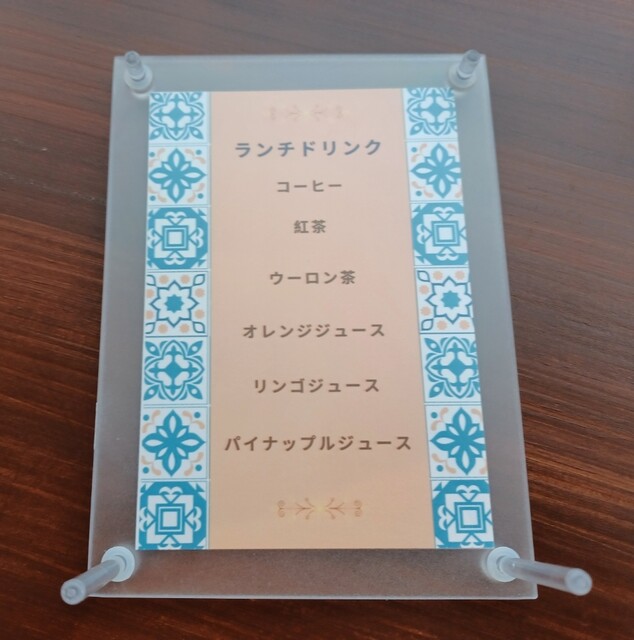 ランチドリンク
コーヒー
紅茶
ウーロン茶
オレンジジュース
リンゴジュース
パイナップルジュース